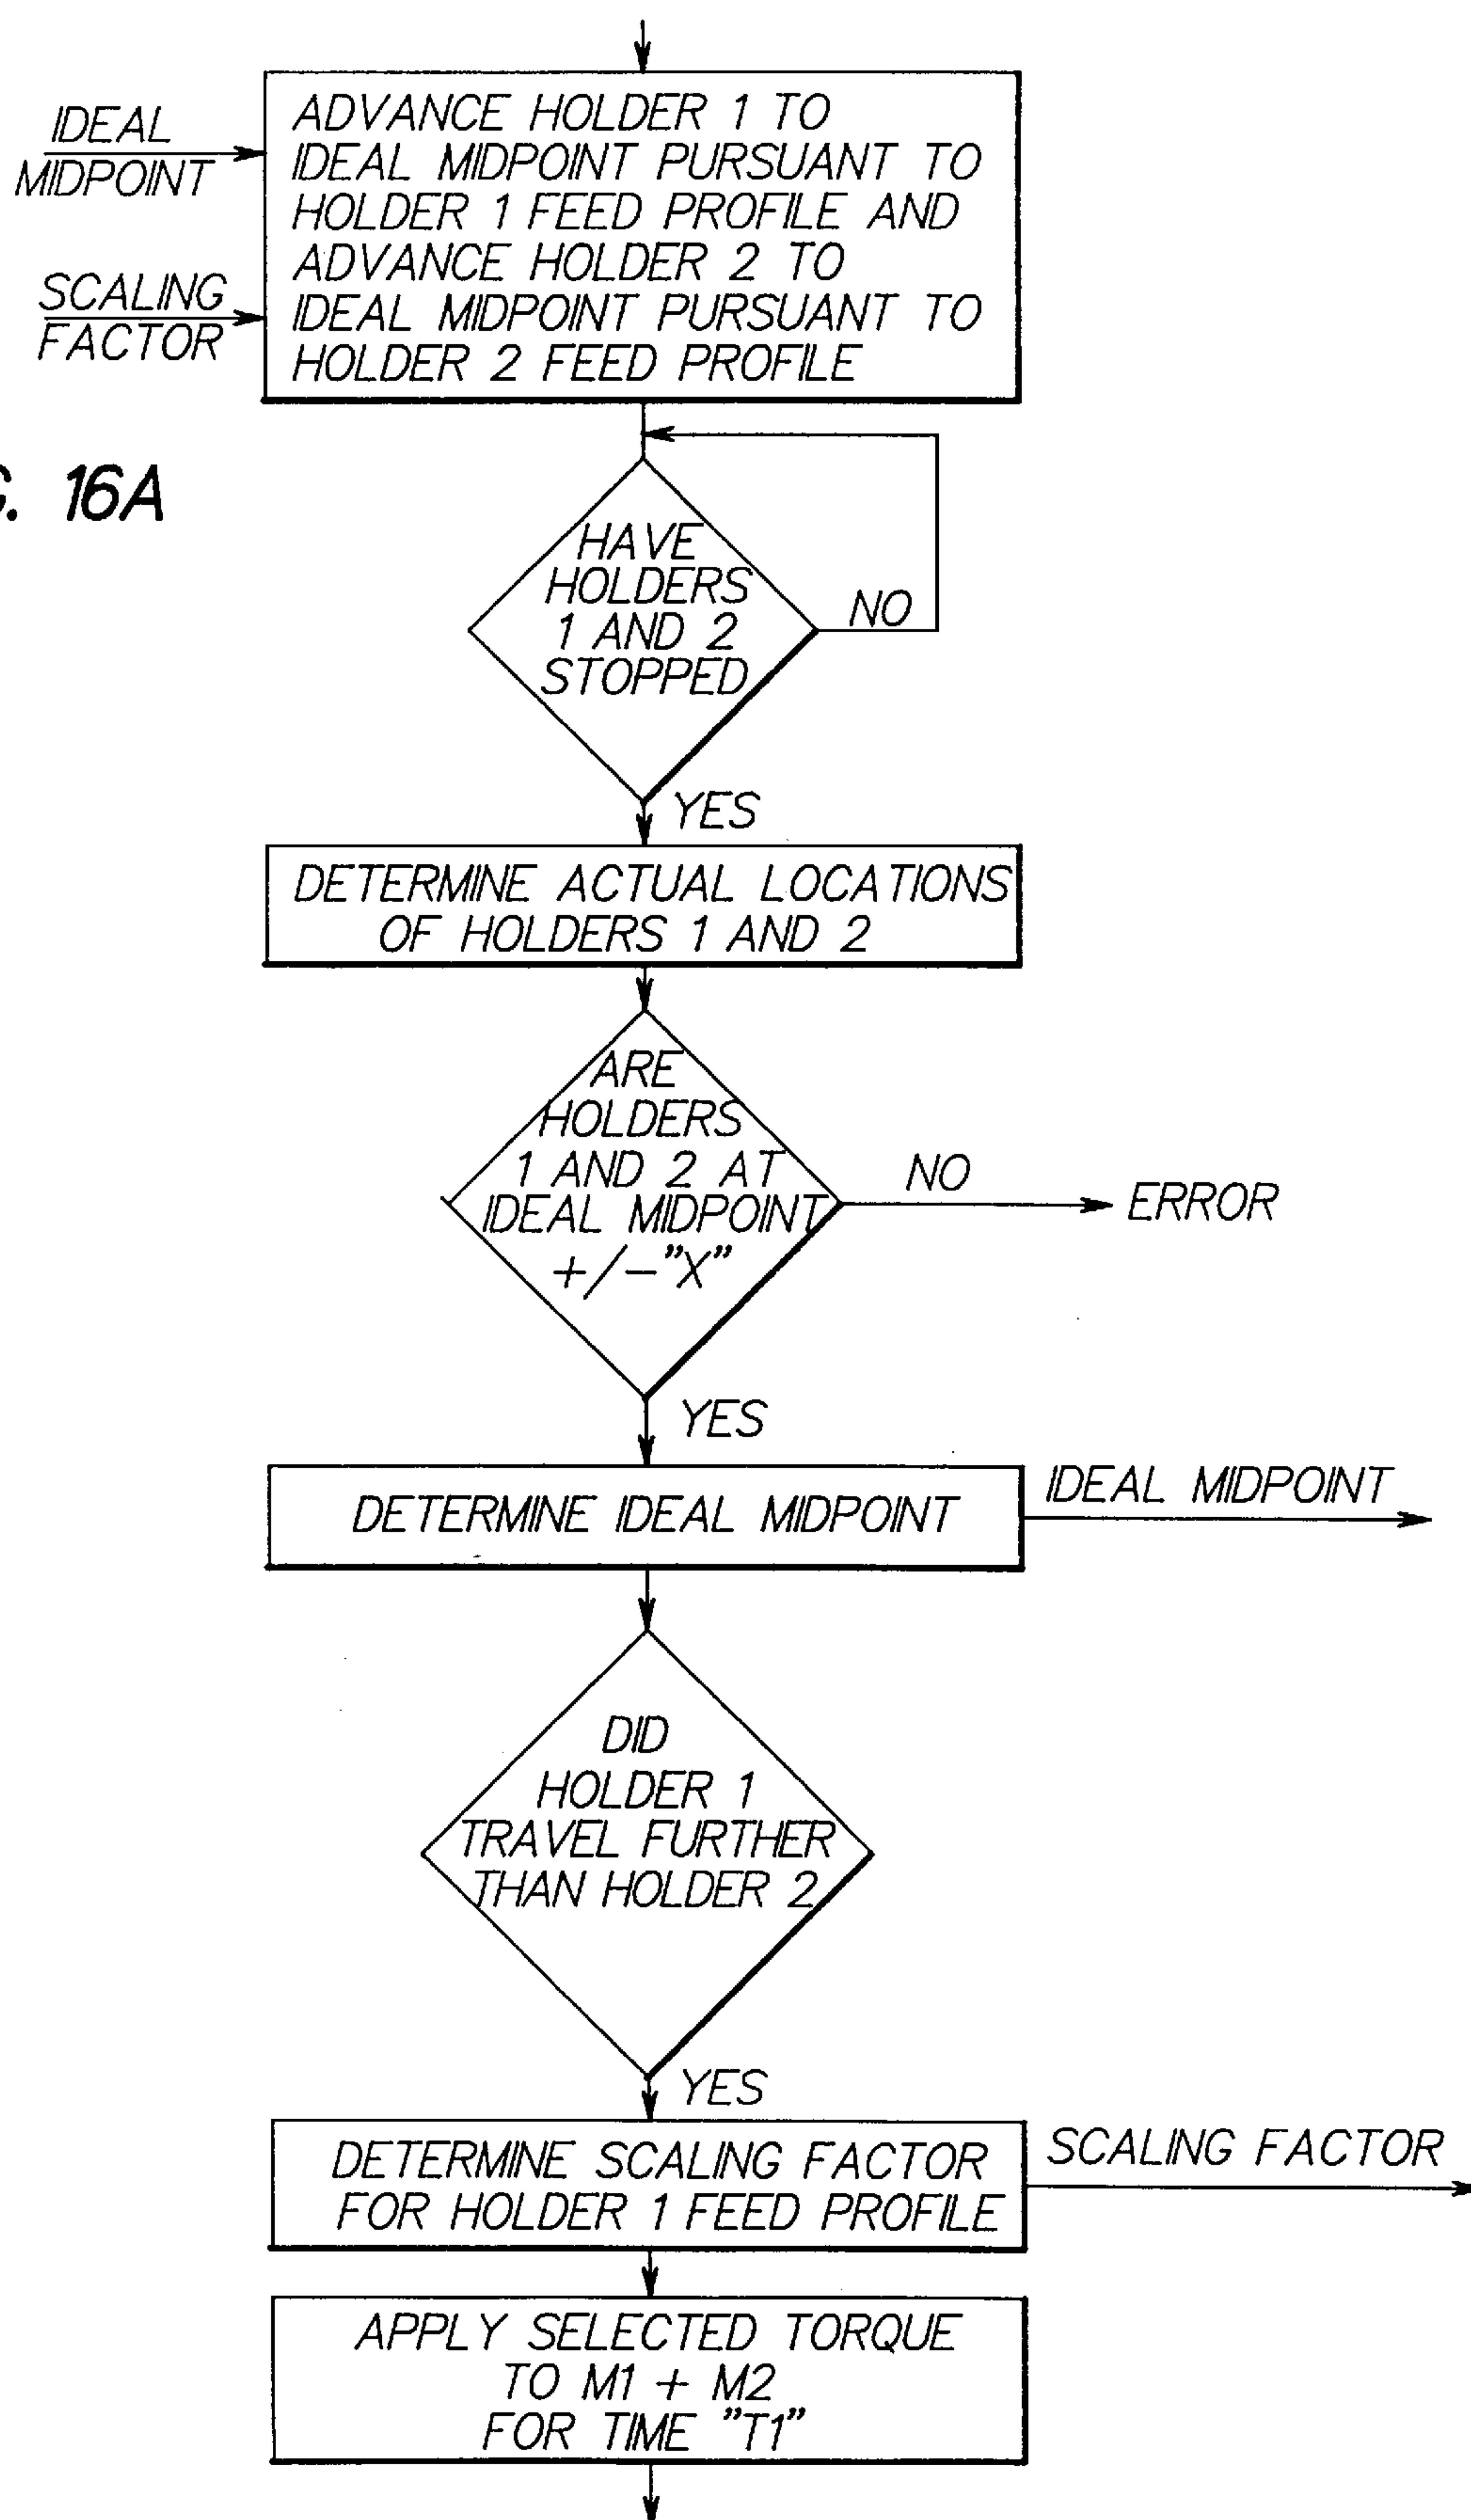 IDEAL
MIDPOINT
ADVANCE HOLDER 1 TO
IDEAL MIDPOINT PURSUANT TO
HOLDER 1 FEED PROFILE AND
ADVANCE HOLDER 2 TO
IDEAL MIDPOINT PURSUANT TO
HOLDER 2 FEED PROFILE
SCALING
FACTOR
G. 16A
HAVE
HOLDERS
1 AND 2
STOPPED
NO
YES
DETERMINE ACTUAL LOCATIONS
OF HOLDERS 1 AND 2
ARE
HOLDERS
1 AND 2 AT
IDEAL MIDPOINT
+/-"X"
NO
ERROR
YES
DETERMINE IDEAL MIDPOINT
IDEAL MIDPOINT
DID
HOLDER 1
TRAVEL FURTHER
THAN HOLDER 2
YES
DETERMINE SCALING FACTOR
FOR HOLDER 1 FEED PROFILE
SCALING FACTOR
APPLY SELECTED TORQUE
TO M1 + M2
FOR TIME "T1"